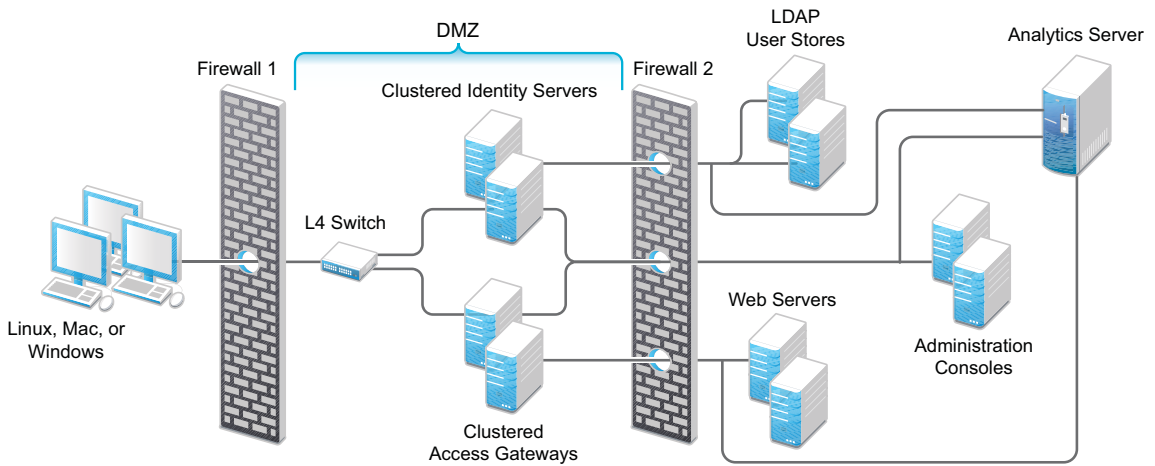 DMZ
LDAP
User Stores
Analytics Server
Firewall 1
Firewall 2
Clustered Identity Servers
L4 Switch
Linux, Mac, or
Windows
Web Servers
Administration
Consoles
Clustered
Access Gateways